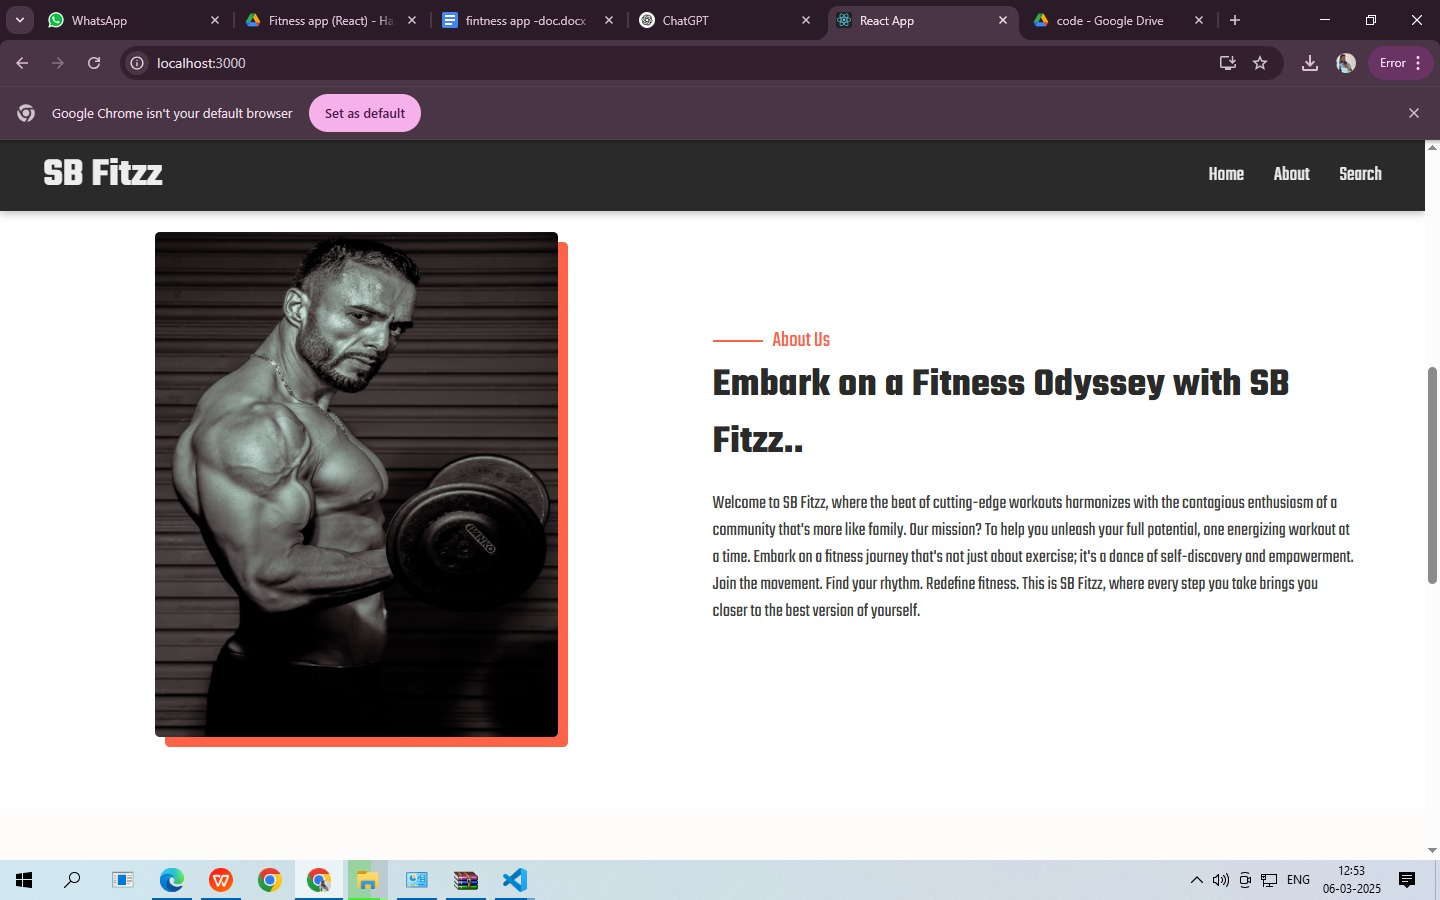 WhatsApp
Fitness app (React) - Ha
fintness app -doc.docx
ChatGPT
React App
code - Google Drive
localhost:3000
Error
Google Chrome isn't your default browser
Set as default
SB Fitzz
Home
About
Search
IVANKO
About Us
Embark on a Fitness Odyssey with SB
Fitzz..
Welcome to SB Fitzz, where the beat of cutting-edge workouts harmonizes with the contagious enthusiasm of a
community that's more like family. Our mission? To help you unleash your full potential, one energizing workout at
a time. Embark on a fitness journey that's not just about exercise; it's a dance of self-discovery and empowerment.
Join the movement. Find your rhythm. Redefine fitness. This is SB Fitzz, where every step you take brings you
closer to the best version of yourself.
ENG
12:53
06-03-2025